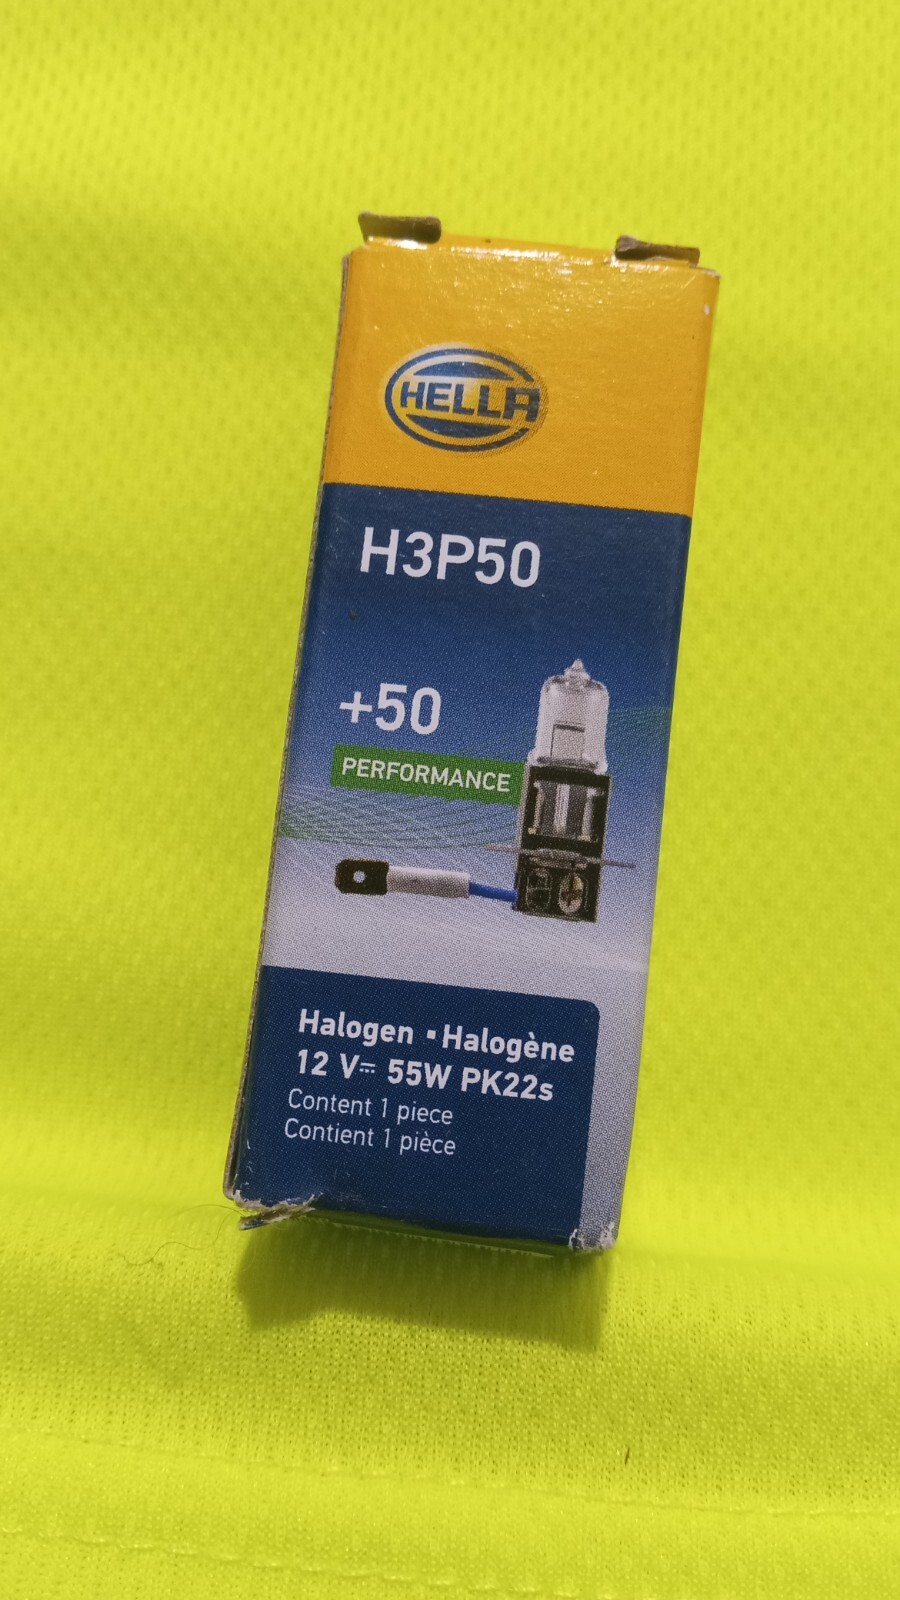 HELLA
H3P50
+50
PERFORMANCE
Halogen ▪ Halogène
12 V⎓ 55W PK22s
Content 1 piece
Contient 1 pièce